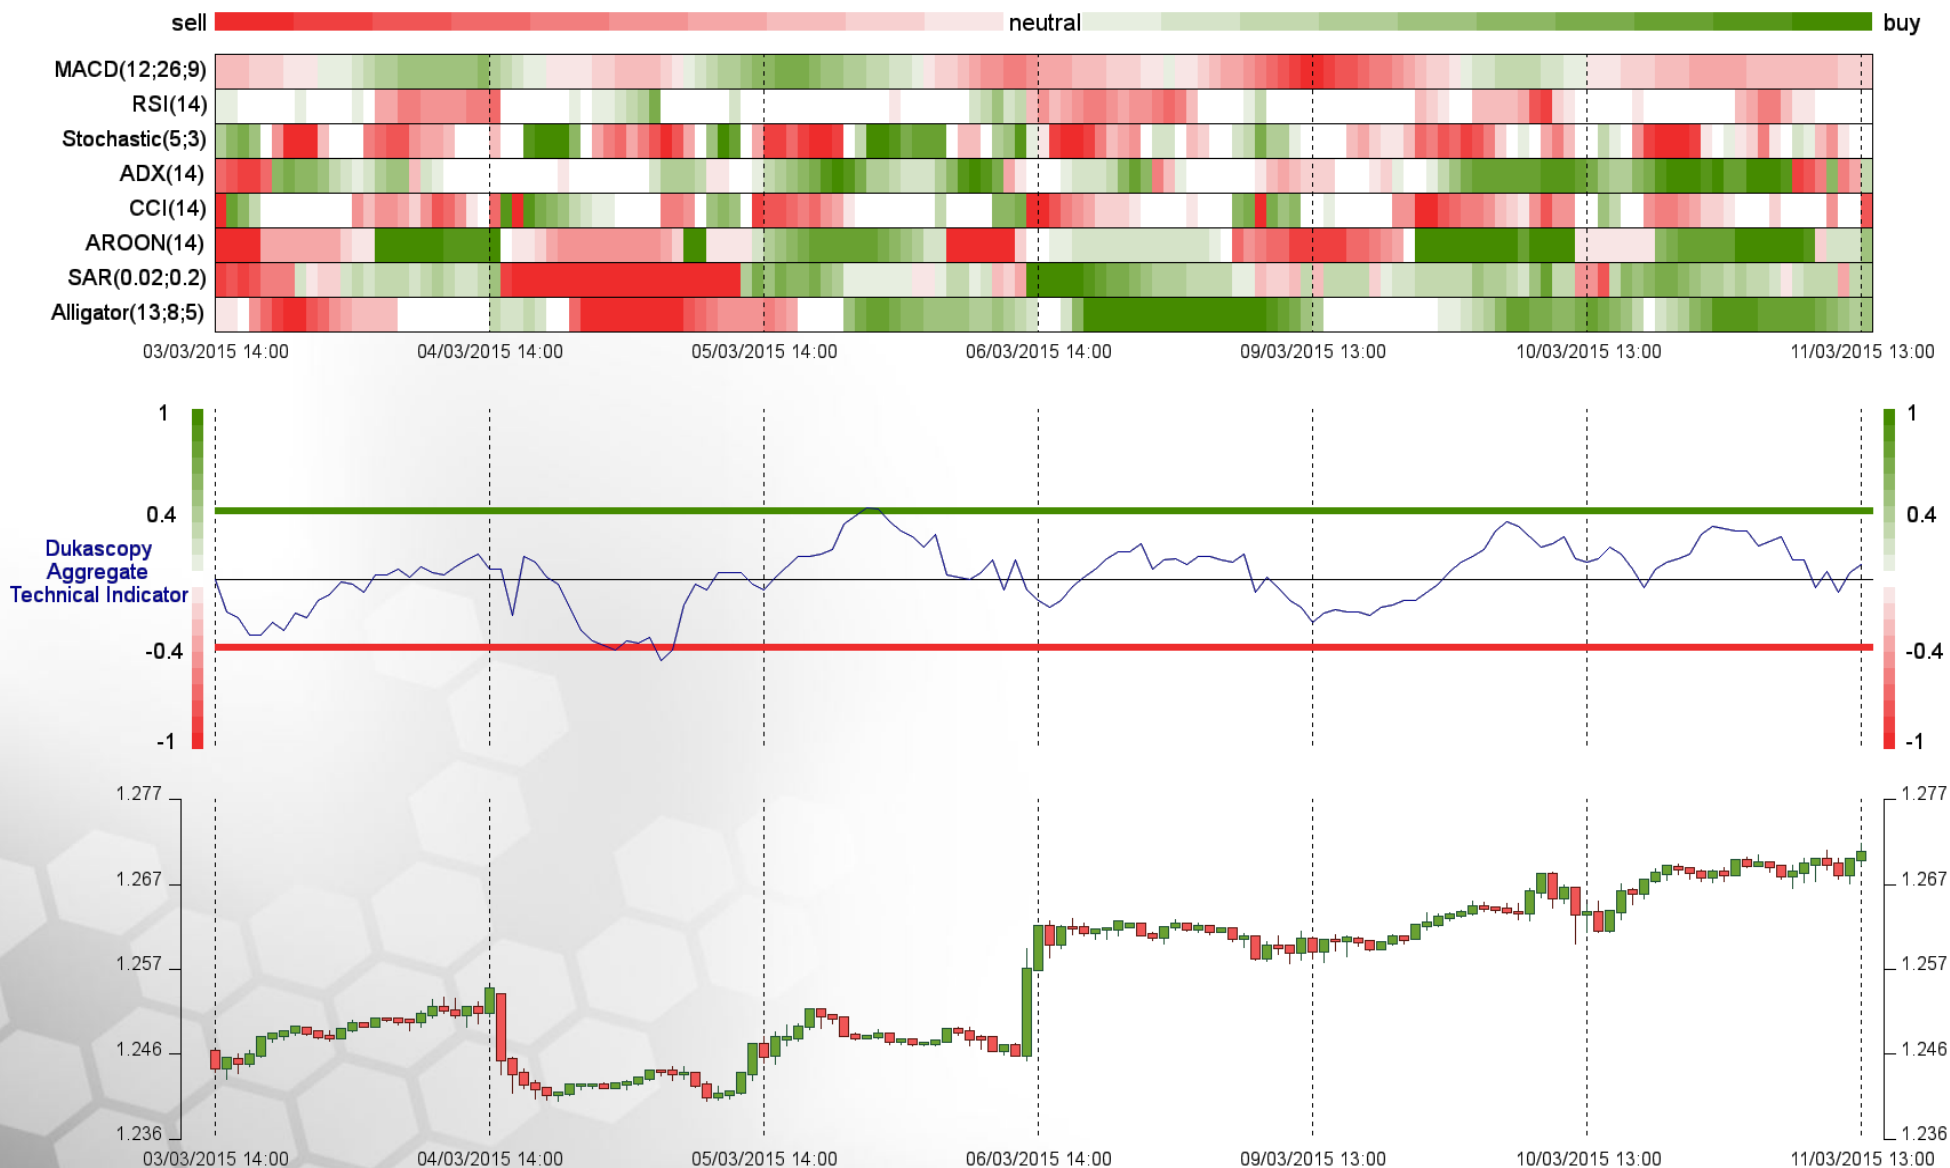 sell neutral buy
MACD(12;26;9)
RSI(14)
Stochastic(5;3)
ADX(14)
CCI(14)
AROON(14)
SAR(0.02;0.2)
Alligator(13;8;5)
03/03/2015 14:00 04/03/2015 14:00 05/03/2015 14:00 06/03/2015 14:00 09/03/2015 13:00 10/03/2015 13:00 11/03/2015 13:00
1 1
0.4 0.4
Dukascopy
Aggregate
Technical Indicator
-0.4 -0.4
-1 -1
1.277 1.277
1.267 1.267
1.257 1.257
1.246 1.246
1.236 1.236
03/03/2015 14:00 04/03/2015 14:00 05/03/2015 14:00 06/03/2015 14:00 09/03/2015 13:00 10/03/2015 13:00 11/03/2015 13:00